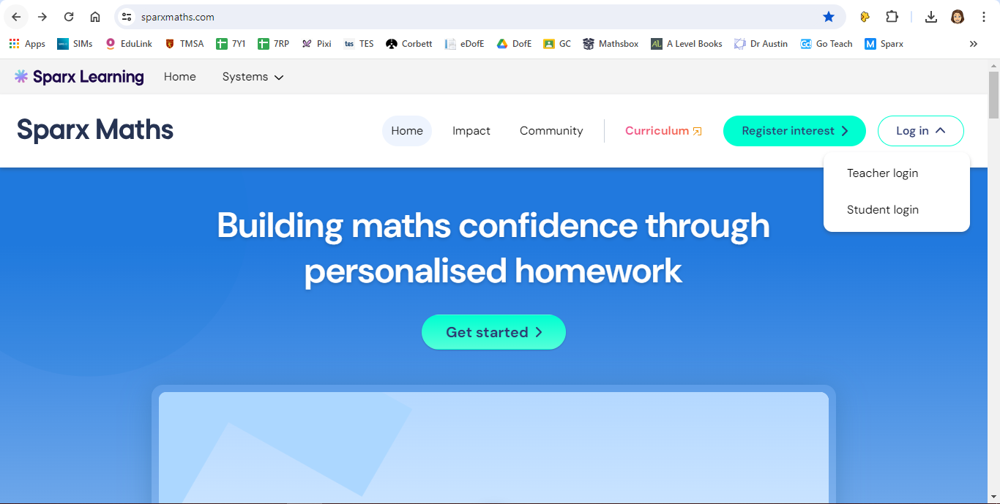 sparxmaths.com
Apps SIMs EduLink TMSA 7Y1 7RP Pixi tes TES Corbett eDofE DofE GC Mathsbox AL A Level Books Dr Austin Go Teach M Sparx
Sparx Learning Home Systems
Sparx Maths Home Impact Community Curriculum Register interest Log in
Teacher login
Student login
Building maths confidence through
personalised homework
Get started